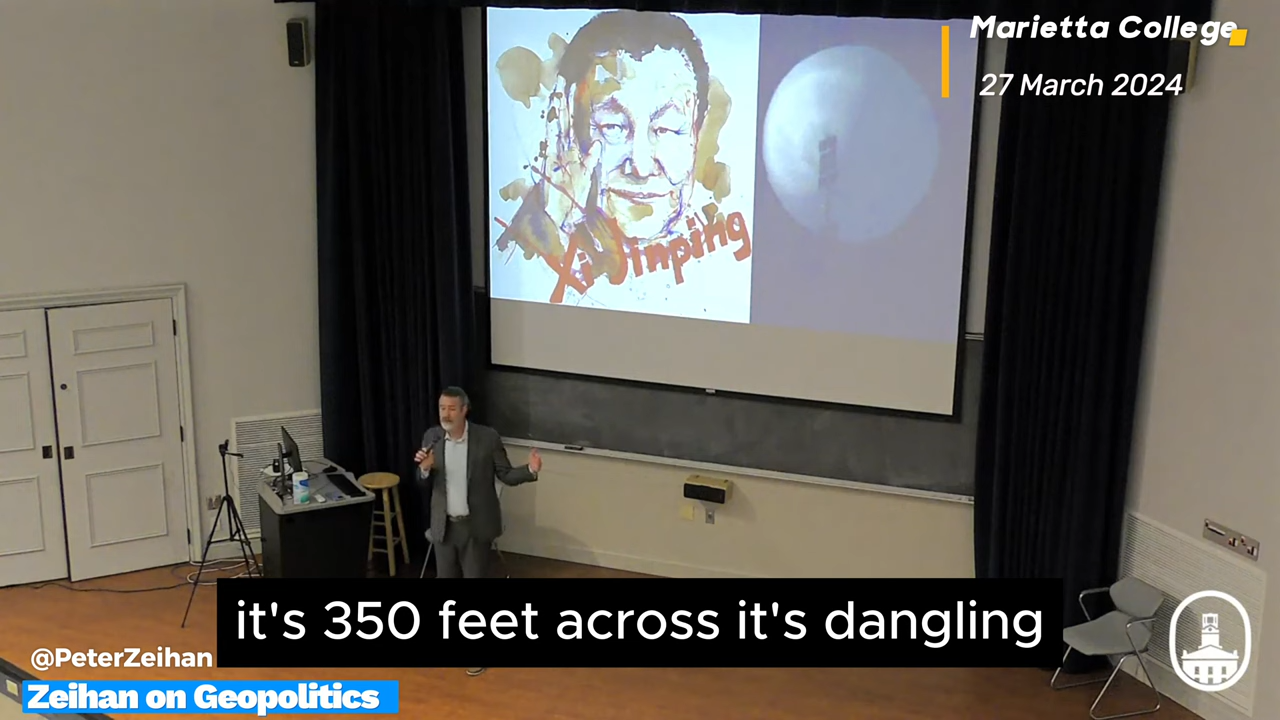 Marietta College
27 March 2024
Xi Jinping
it's 350 feet across it's dangling
@PeterZeihan
Zeihan on Geopolitics